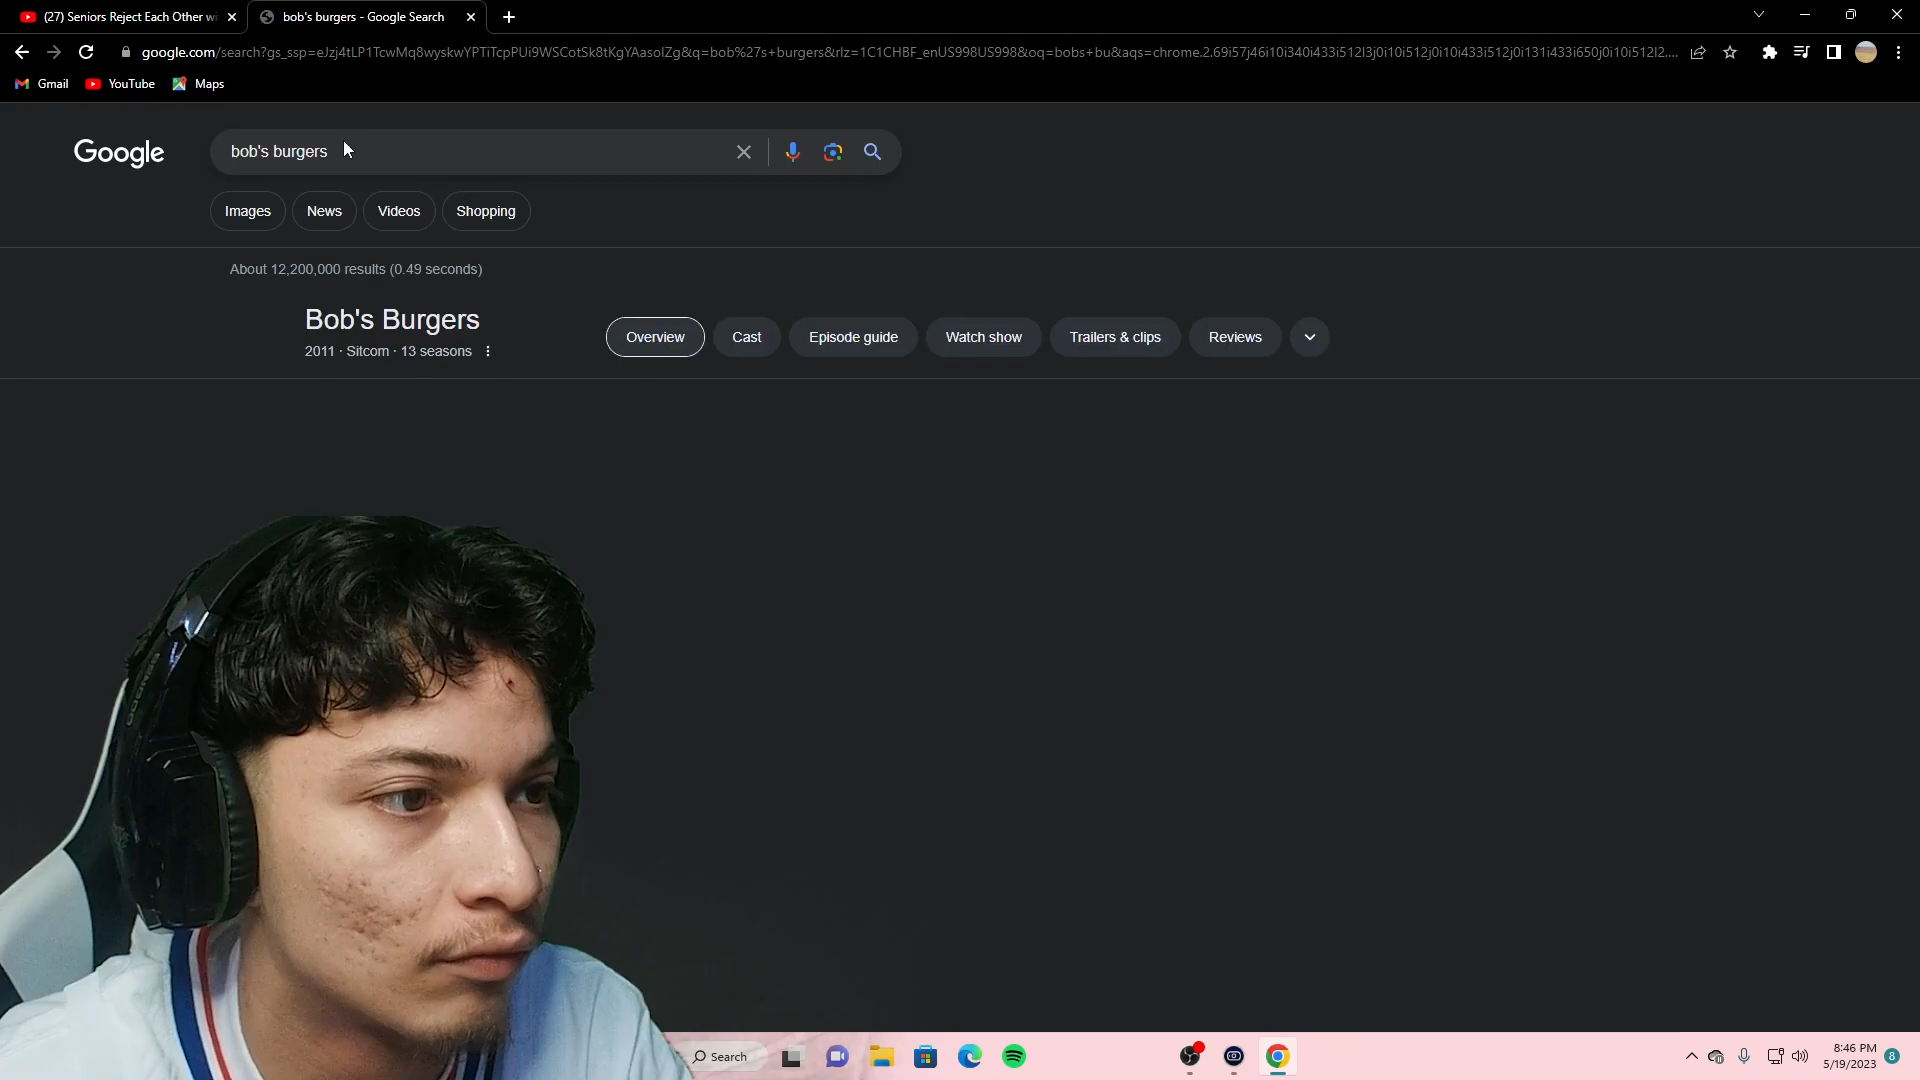 (27) Seniors Reject Each Other wi
bob's burgers - Google Search
google.com/search?gs_ssp=eJzj4tLP1TcwMq8wyskwYPTiTcpPUi9WSCotSk8tKgYAasoIZg&q=bob%27s+burgers&rlz=1C1CHBF_enUS998US998&oq=bobs+bu&aqs=chrome.2.69i57j46i10i340i433i512l3j0i10i512j0i10i433i512j0i131i433i650j0i10i512l2....
Gmail YouTube Maps
Google
bob's burgers
Images News Videos Shopping
About 12,200,000 results (0.49 seconds)
Bob's Burgers
2011 · Sitcom · 13 seasons
Overview Cast Episode guide Watch show Trailers & clips Reviews
Search
8:46 PM
5/19/2023
8